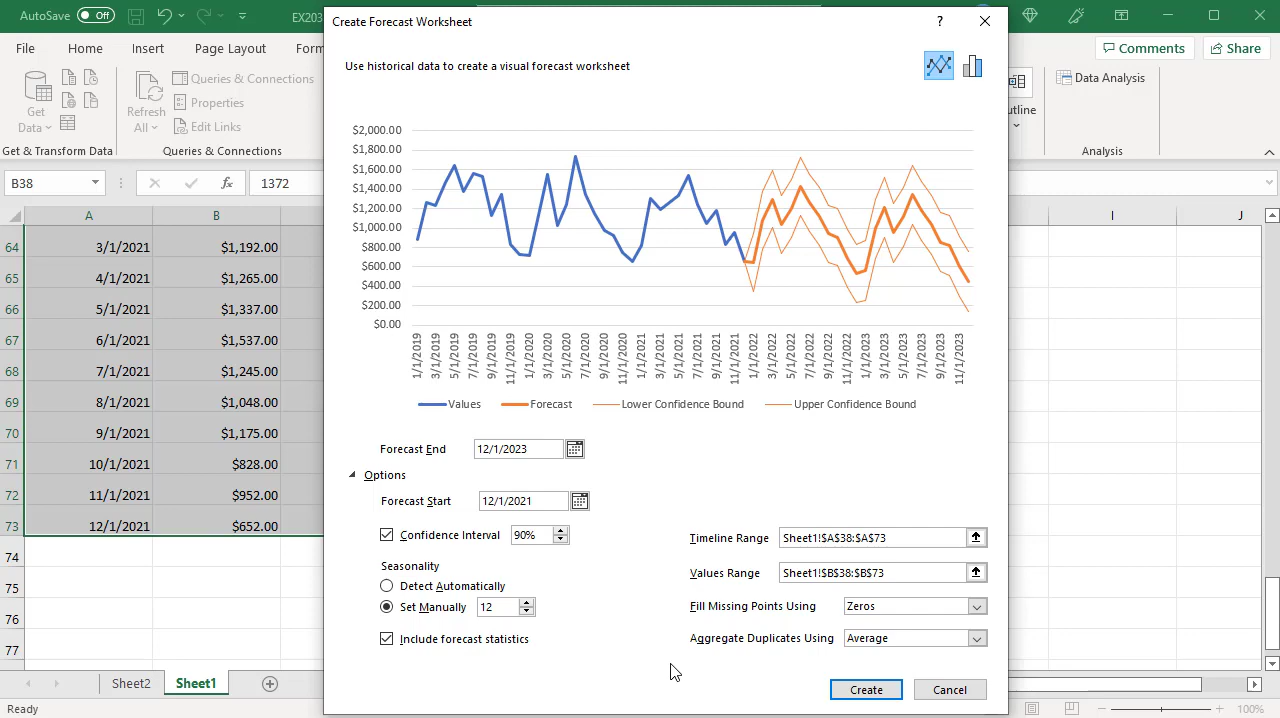 AutoSave Off
EX203
Create Forecast Worksheet
?
File
Home
Insert
Page Layout
Form
Comments
Share
Get
Data
Refresh
All
Queries & Connections
Properties
Edit Links
Get & Transform Data
Queries & Connections
utline
Data Analysis
Analysis
B38
fx
1372
A
B
I
J
64 3/1/2021 $1,192.00
65 4/1/2021 $1,265.00
66 5/1/2021 $1,337.00
67 6/1/2021 $1,537.00
68 7/1/2021 $1,245.00
69 8/1/2021 $1,048.00
70 9/1/2021 $1,175.00
71 10/1/2021 $828.00
72 11/1/2021 $952.00
73 12/1/2021 $652.00
74
75
76
77
Sheet2
Sheet1
Ready
100%
Use historical data to create a visual forecast worksheet
$2,000.00
$1,800.00
$1,600.00
$1,400.00
$1,200.00
$1,000.00
$800.00
$600.00
$400.00
$200.00
$0.00
1/1/2019
3/1/2019
5/1/2019
7/1/2019
9/1/2019
11/1/2019
1/1/2020
3/1/2020
5/1/2020
7/1/2020
9/1/2020
11/1/2020
1/1/2021
3/1/2021
5/1/2021
7/1/2021
9/1/2021
11/1/2021
1/1/2022
3/1/2022
5/1/2022
7/1/2022
9/1/2022
11/1/2022
1/1/2023
3/1/2023
5/1/2023
7/1/2023
9/1/2023
11/1/2023
Values
Forecast
Lower Confidence Bound
Upper Confidence Bound
Forecast End 12/1/2023
Options
Forecast Start 12/1/2021
Confidence Interval 90%
Seasonality
Detect Automatically
Set Manually 12
Include forecast statistics
Timeline Range Sheet1!$A$38:$A$73
Values Range Sheet1!$B$38:$B$73
Fill Missing Points Using Zeros
Aggregate Duplicates Using Average
Create
Cancel